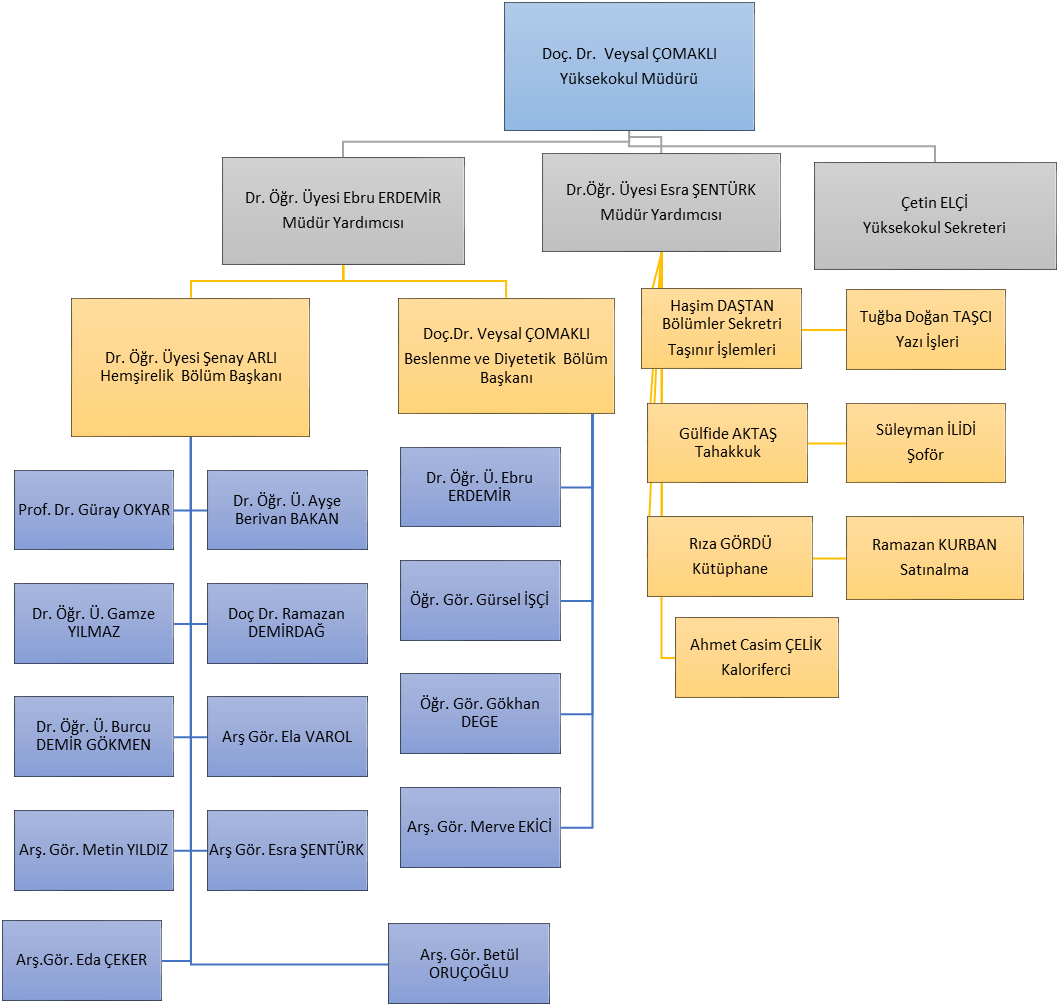 Doç. Dr.  Veysal ÇOMAKLI
Yüksekokul Müdürü
Dr. Öğr. Üyesi Ebru ERDEMİR
Müdür Yardımcısı
Dr.Öğr. Üyesi Esra ŞENTÜRK
Müdür Yardımcısı
Çetin ELÇİ
Yüksekokul Sekreteri
Dr. Öğr. Üyesi Şenay ARLI
Hemşirelik  Bölüm Başkanı
Doç.Dr. Veysal ÇOMAKLI
Beslenme ve Diyetetik  Bölüm
Başkanı
Haşim DAŞTAN
Bölümler Sekretri
Taşınır İşlemleri
Tuğba Doğan TAŞCI
Yazı İşleri
Gülfide AKTAŞ
Tahakkuk
Süleyman İLİDİ
Şoför
Rıza GÖRDÜ
Kütüphane
Ramazan KURBAN
Satınalma
Ahmet Casim ÇELİK
Kaloriferci
Prof. Dr. Güray OKYAR
Dr. Öğr. Ü. Ayşe
Berivan BAKAN
Dr. Öğr. Ü. Gamze
YILMAZ
Doç Dr. Ramazan
DEMİRDAĞ
Dr. Öğr. Ü. Burcu
DEMİR GÖKMEN
Arş Gör. Ela VAROL
Arş. Gör. Metin YILDIZ
Arş Gör. Esra ŞENTÜRK
Arş.Gör. Eda ÇEKER
Arş. Gör. Betül
ORUÇOĞLU
Dr. Öğr. Ü. Ebru
ERDEMİR
Öğr. Gör. Gürsel İŞÇİ
Öğr. Gör. Gökhan
DEGE
Arş. Gör. Merve EKİCİ